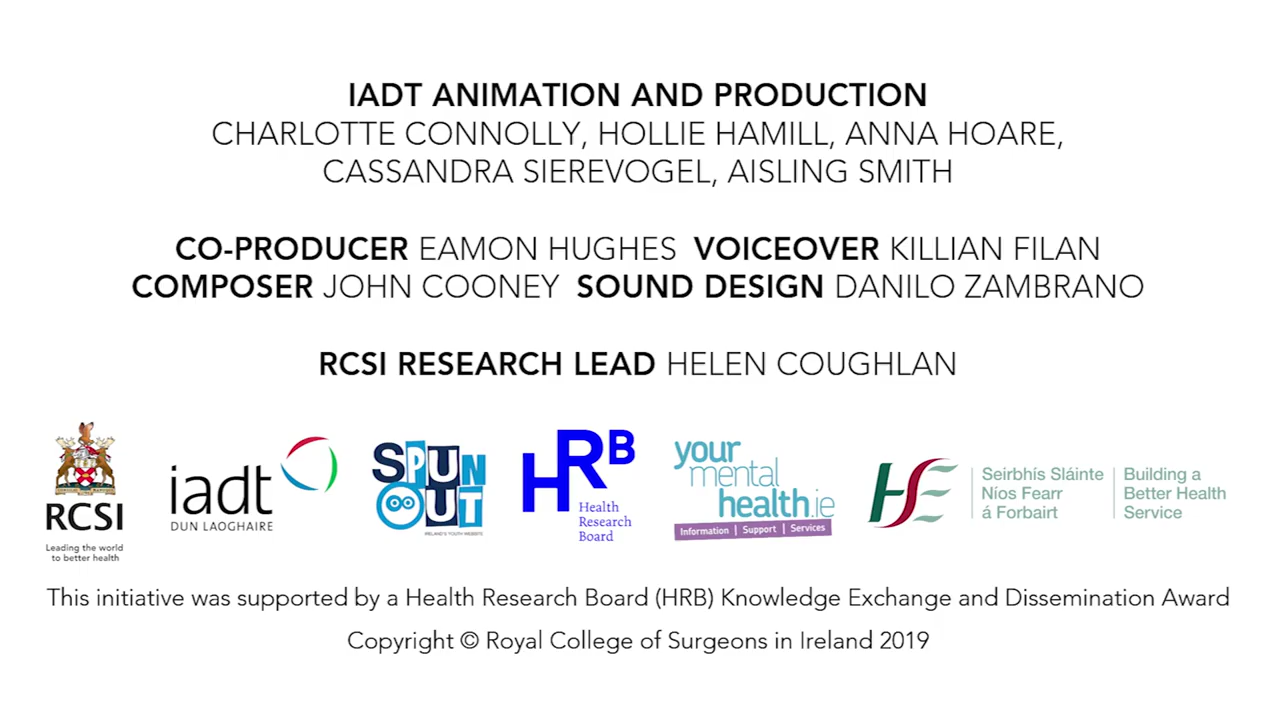 IADT ANIMATION AND PRODUCTION
CHARLOTTE CONNOLLY, HOLLIE HAMILL, ANNA HOARE,
CASSANDRA SIEREVOGEL, AISLING SMITH
CO-PRODUCER EAMON HUGHES VOICEOVER KILLIAN FILAN
COMPOSER JOHN COONEY SOUND DESIGN DANILO ZAMBRANO
RCSI RESEARCH LEAD HELEN COUGHLAN
RCSI
Leading the world
to better health
iadt
DUN LAOGHAIRE
SPUN
OUT
IRELAND'S YOUTH WEBSITE
HRB
Health
Research
Board
your
mental
health.ie
Information | Support | Services
HSE
Seirbhís Sláinte
Níos Fearr
á Forbairt
Building a
Better Health
Service
This initiative was supported by a Health Research Board (HRB) Knowledge Exchange and Dissemination Award
Copyright © Royal College of Surgeons in Ireland 2019